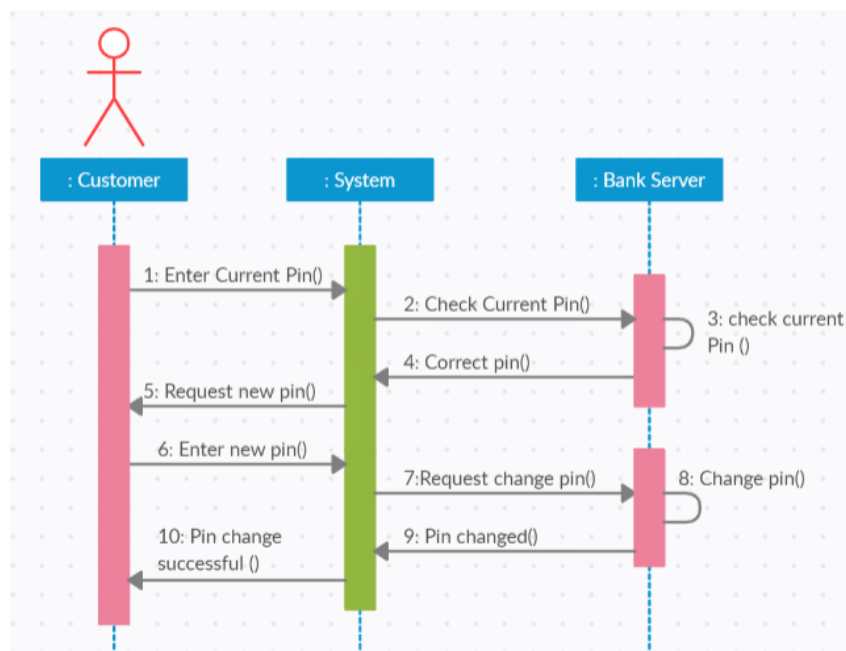 : Customer
: System
: Bank Server
1: Enter Current Pin()
2: Check Current Pin()
3: check current
Pin ()
4: Correct pin()
5: Request new pin()
6: Enter new pin()
7:Request change pin()
8: Change pin()
9: Pin changed()
10: Pin change
successful ()